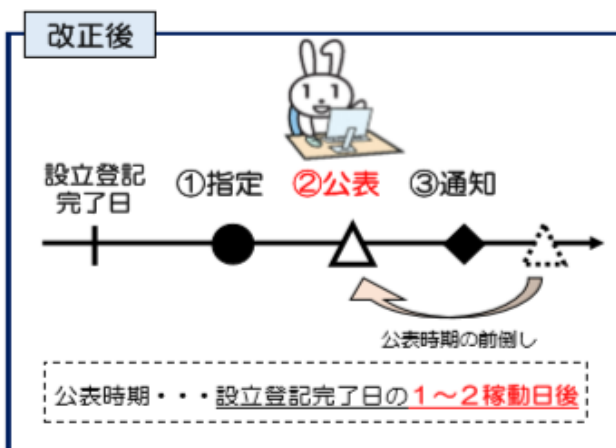 改正後
設立登記
完了日
①指定
②公表
③通知
公表時期の前倒し
公表時期・・・設立登記完了日の1~2稼動日後